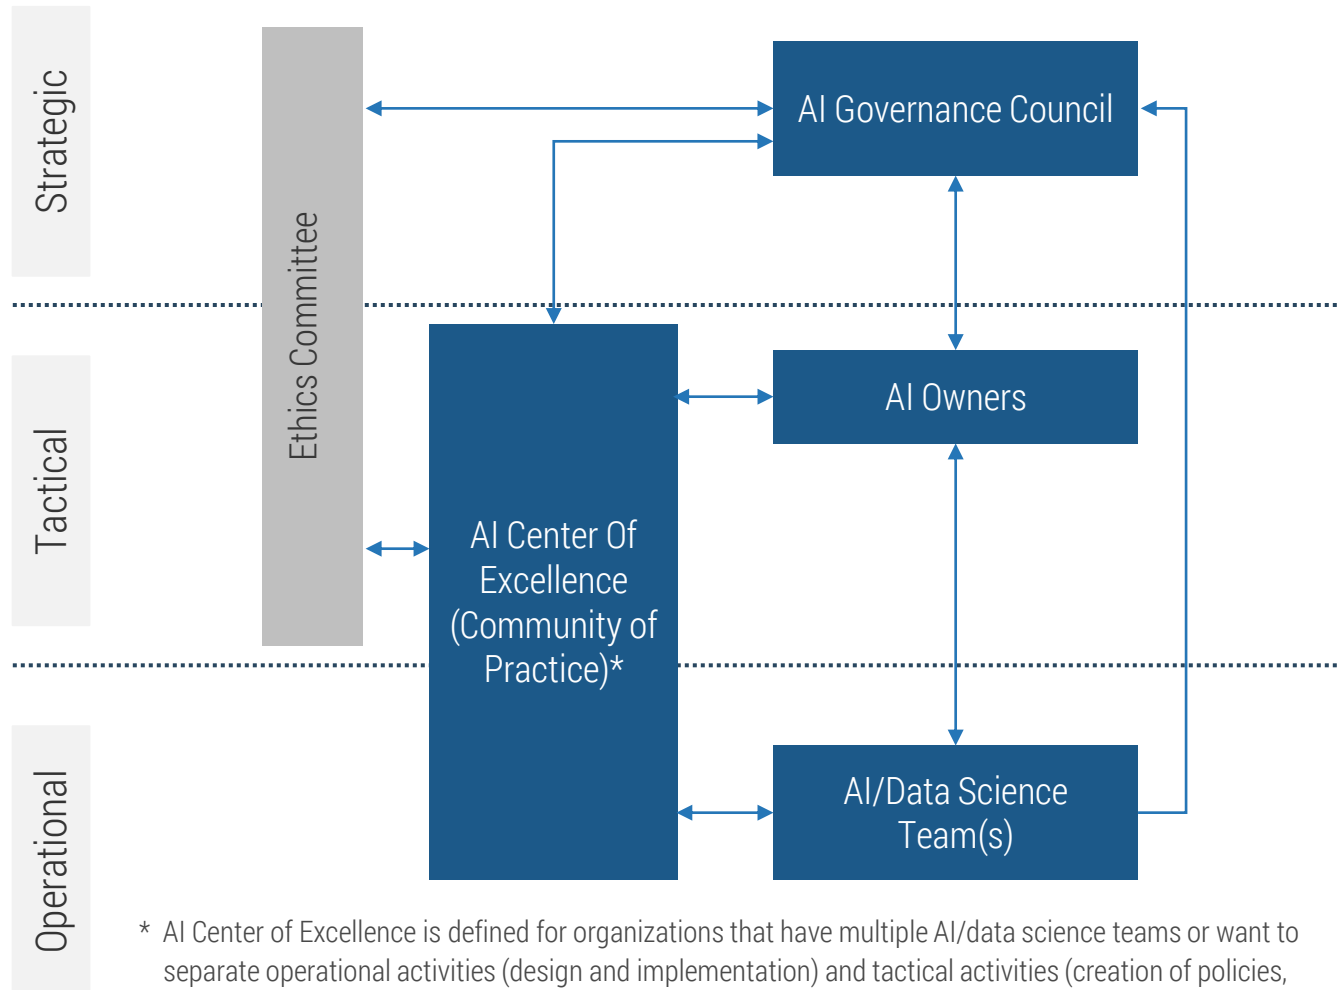 Strategic
AI Governance Council
Ethics Committee
Tactical
AI Owners
AI Center Of
Excellence
(Community of
Practice)*
Operational
AI/Data Science
Team(s)
* AI Center of Excellence is defined for organizations that have multiple AI/data science teams or want to
separate operational activities (design and implementation) and tactical activities (creation of policies,